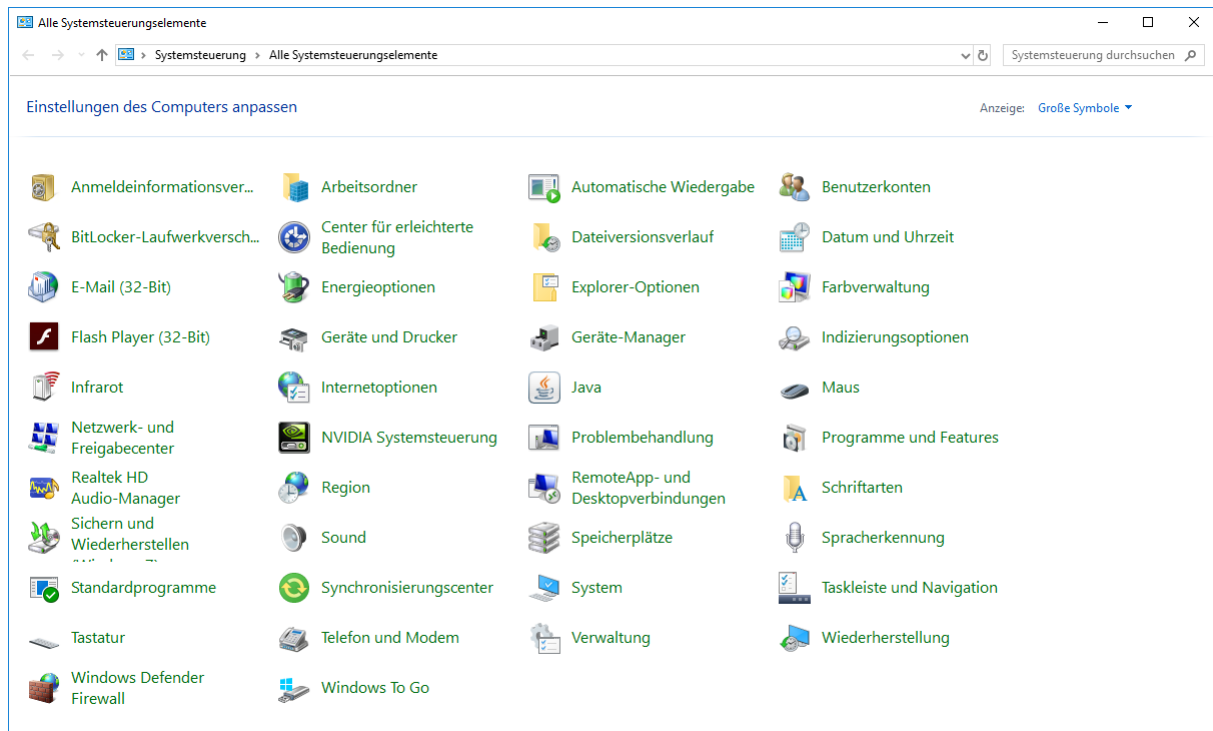 Alle Systemsteuerungselemente
Systemsteuerung > Alle Systemsteuerungselemente
Systemsteuerung durchsuchen
Einstellungen des Computers anpassen
Anzeige: Große Symbole
Anmeldeinformationsver...
Arbeitsordner
Automatische Wiedergabe
Benutzerkonten
BitLocker-Laufwerkversch...
Center für erleichterte
Bedienung
Dateiversionsverlauf
Datum und Uhrzeit
E-Mail (32-Bit)
Energieoptionen
Explorer-Optionen
Farbverwaltung
Flash Player (32-Bit)
Geräte und Drucker
Geräte-Manager
Indizierungsoptionen
Infrarot
Internetoptionen
Java
Maus
Netzwerk- und
Freigabecenter
NVIDIA Systemsteuerung
Problembehandlung
Programme und Features
Realtek HD
Audio-Manager
Region
RemoteApp- und
Desktopverbindungen
Schriftarten
Sichern und
Wiederherstellen
Sound
Speicherplätze
Spracherkennung
Standardprogramme
Synchronisierungscenter
System
Taskleiste und Navigation
Tastatur
Telefon und Modem
Verwaltung
Wiederherstellung
Windows Defender
Firewall
Windows To Go